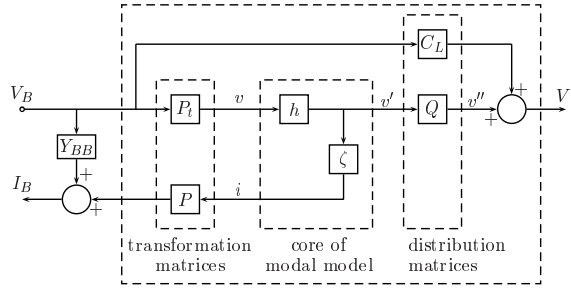 C_L
V_B
P_t
v
h
v′
Q
v″
+
+
V
Y_BB
ζ
+
I_B
+
P
i
transformation
matrices
core of
modal model
distribution
matrices